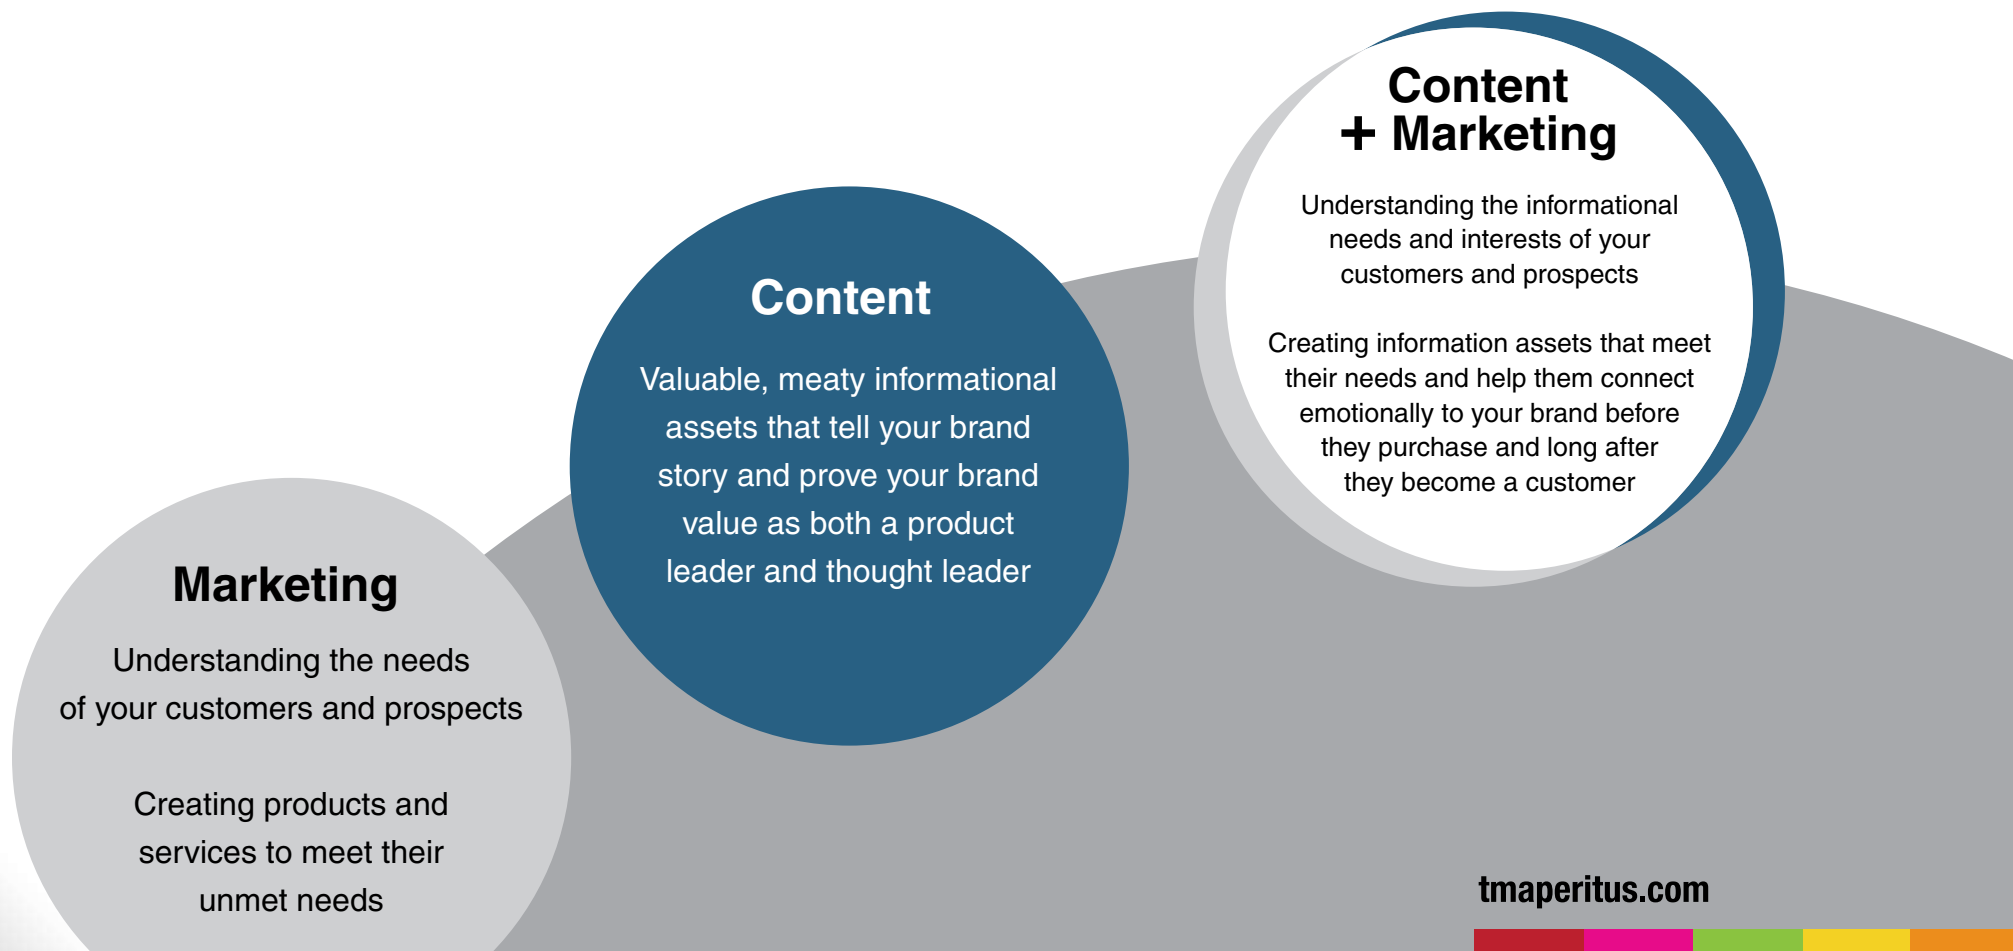 Marketing
Understanding the needs
of your customers and prospects
Creating products and
services to meet their
unmet needs
Content
Valuable, meaty informational
assets that tell your brand
story and prove your brand
value as both a product
leader and thought leader
Content
+ Marketing
Understanding the informational
needs and interests of your
customers and prospects
Creating information assets that meet
their needs and help them connect
emotionally to your brand before
they purchase and long after
they become a customer
tmaperitus.com